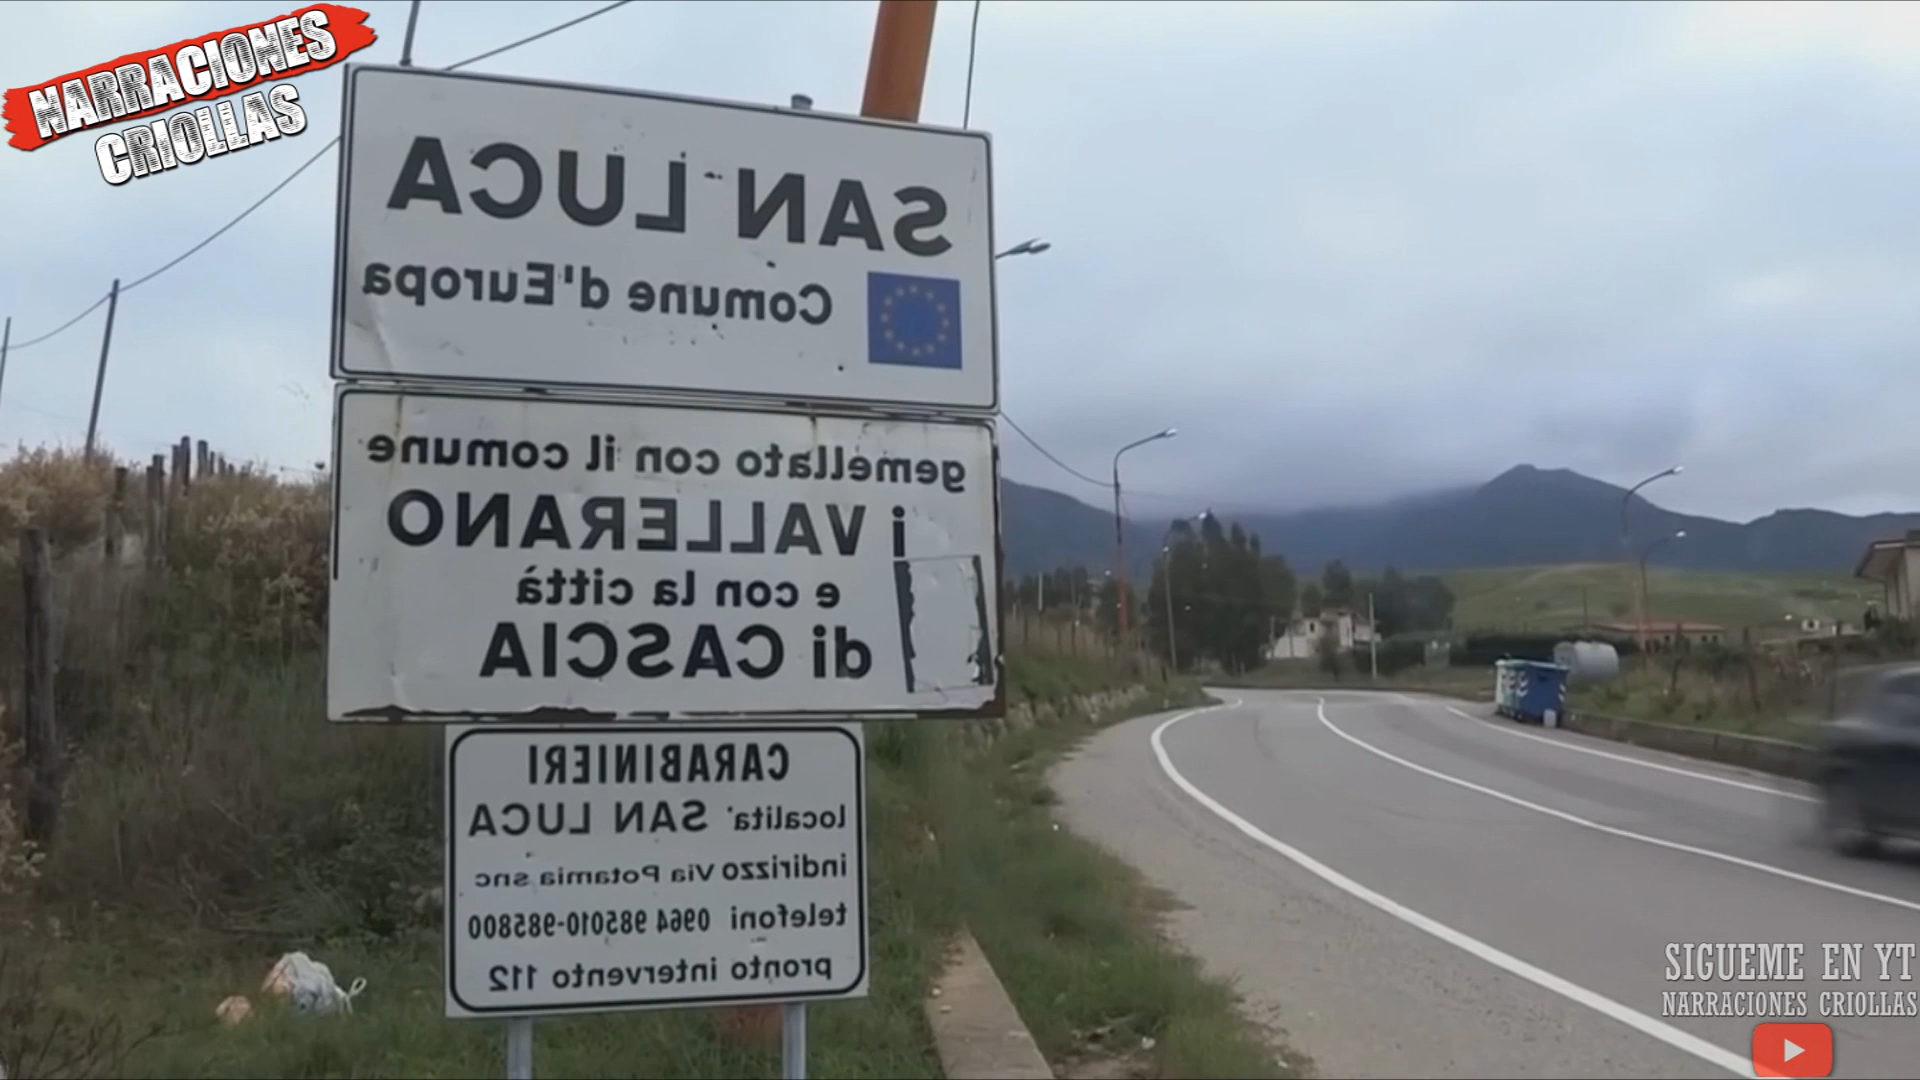 NARRACIONES
CRIOLLAS
SAN LUCA
Comune d'Europa
gemellato con il comune
i VALLERANO
e con la città
di CASCIA
CARABINIERI
localita' SAN LUCA
indirizzo Via Potamia snc
telefoni 0964 985010-985800
pronto intervento 112
SIGUEME EN YT
NARRACIONES CRIOLLAS